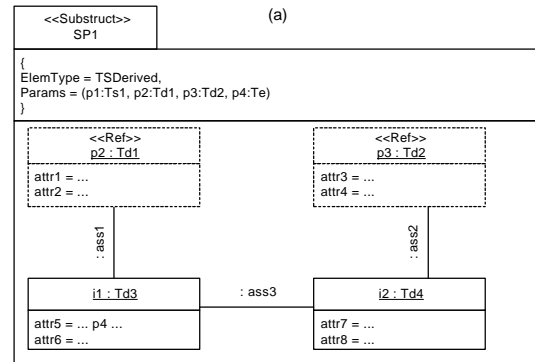 (a)
<<Substruct>>
SP1
{
ElemType = TSDerived,
Params = (p1:Ts1, p2:Td1, p3:Td2, p4:Te)
}
<<Ref>>
p2 : Td1
attr1 = ...
attr2 = ...
<<Ref>>
p3 : Td2
attr3 = ...
attr4 = ...
: ass1
: ass2
i1 : Td3
attr5 = ... p4 ...
attr6 = ...
: ass3
i2 : Td4
attr7 = ...
attr8 = ...